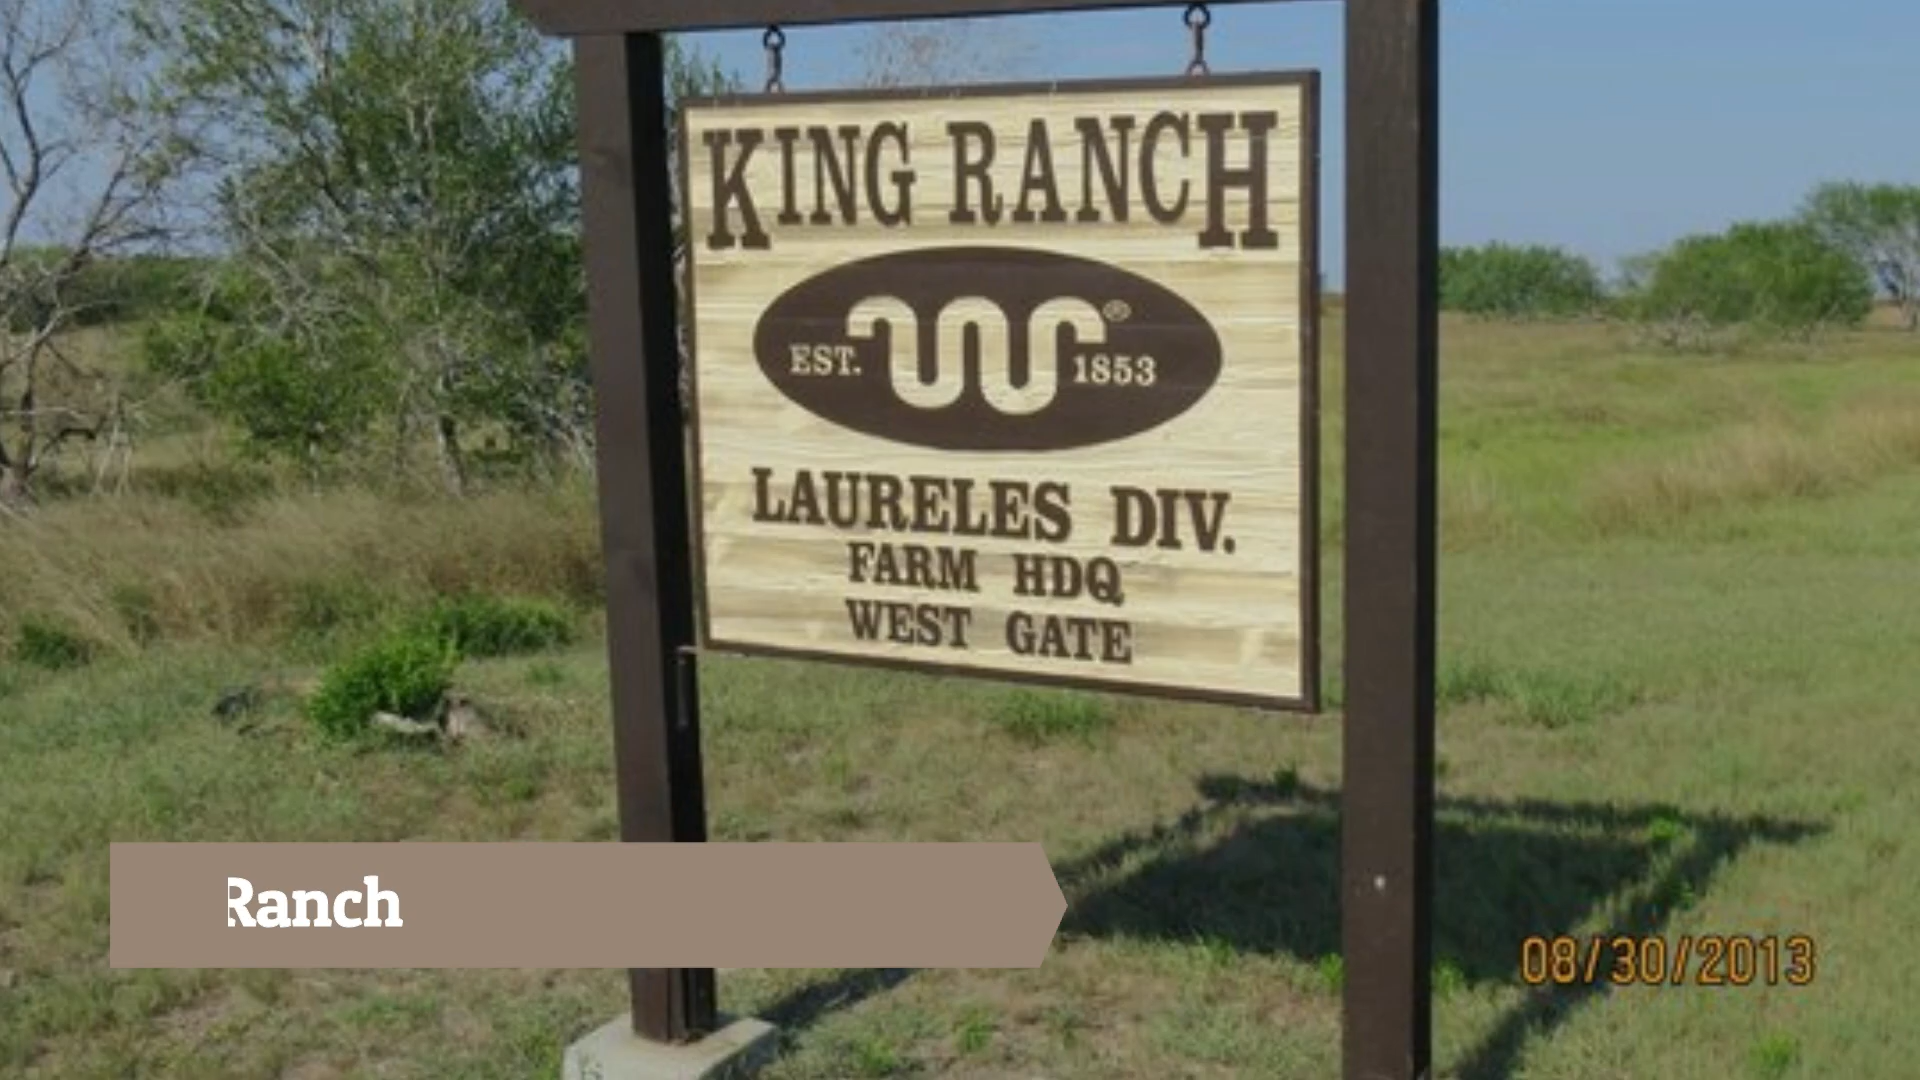 KING RANCH
EST. 1853 ®
LAURELES DIV.
FARM HDQ
WEST GATE
Ranch
08/30/2013